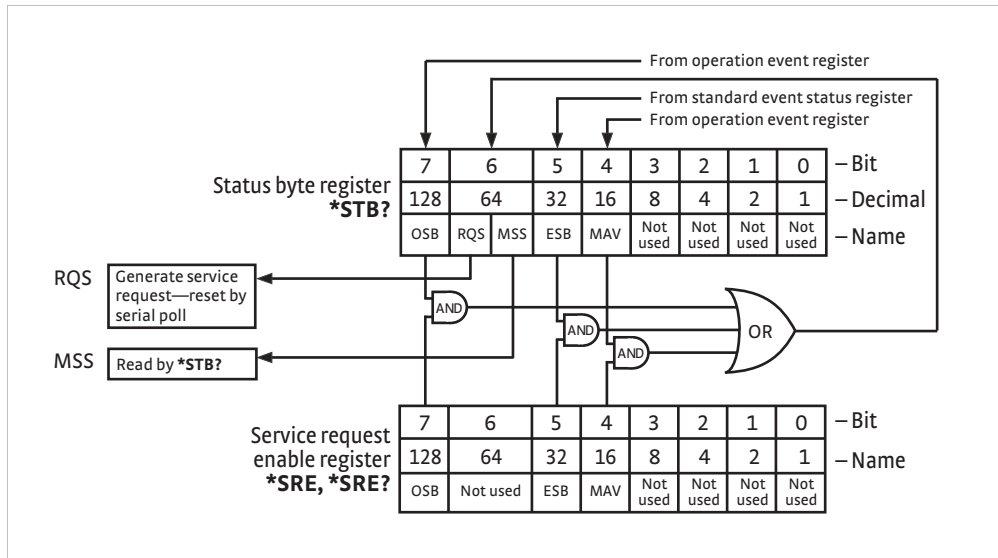 From operation event register
From standard event status register
From operation event register
Status byte register
*STB?
7 6 5 4 3 2 1 0 – Bit
128 64 32 16 8 4 2 1 – Decimal
OSB RQS MSS ESB MAV Not used Not used Not used Not used – Name
RQS
Generate service
request—reset by
serial poll
AND
AND
AND
OR
MSS
Read by *STB?
Service request
enable register
*SRE, *SRE?
7 6 5 4 3 2 1 0 – Bit
128 64 32 16 8 4 2 1 – Name
OSB Not used ESB MAV Not used Not used Not used Not used